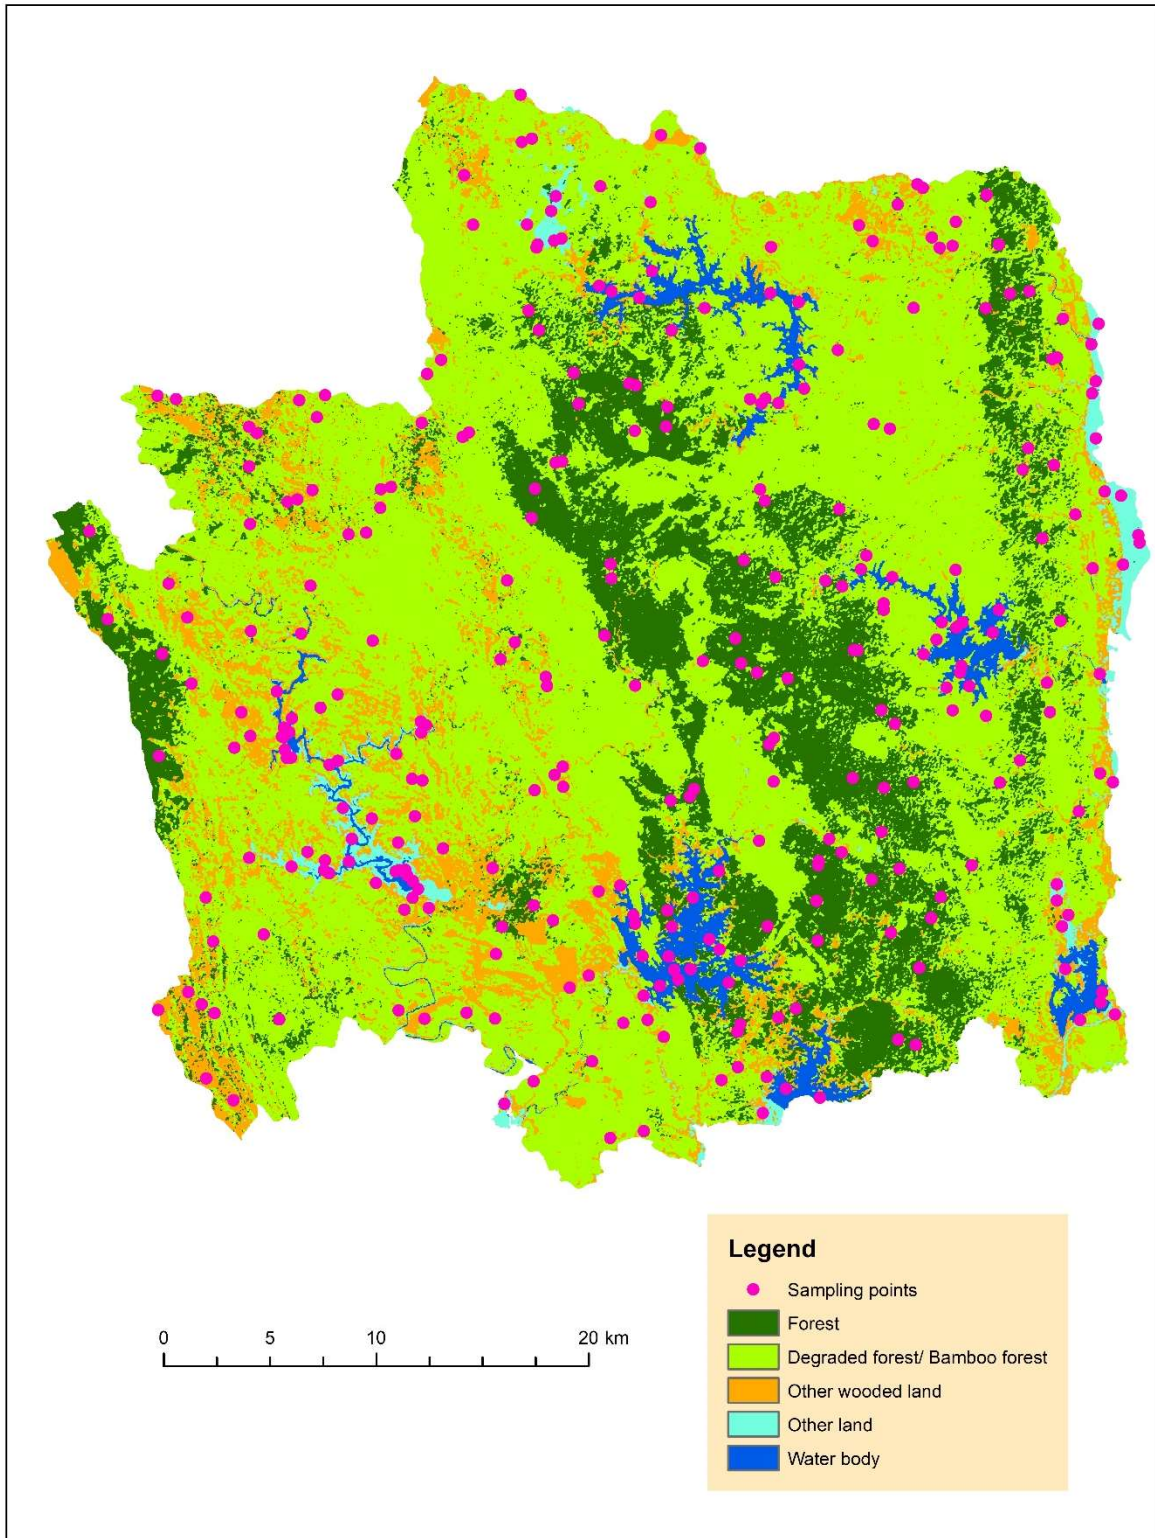 Legend
Sampling points
Forest
Degraded forest/ Bamboo forest
Other wooded land
Other land
Water body
0 5 10 20 km